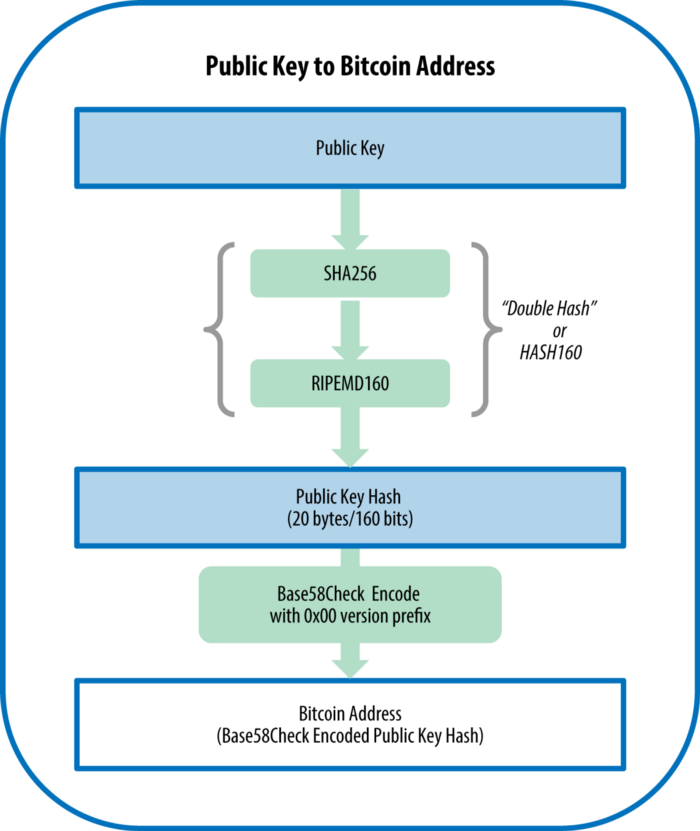 Public Key to Bitcoin Address
Public Key
SHA256
“Double Hash”
or
HASH160
RIPEMD160
Public Key Hash
(20 bytes/160 bits)
Base58Check Encode
with 0x00 version prefix
Bitcoin Address
(Base58Check Encoded Public Key Hash)